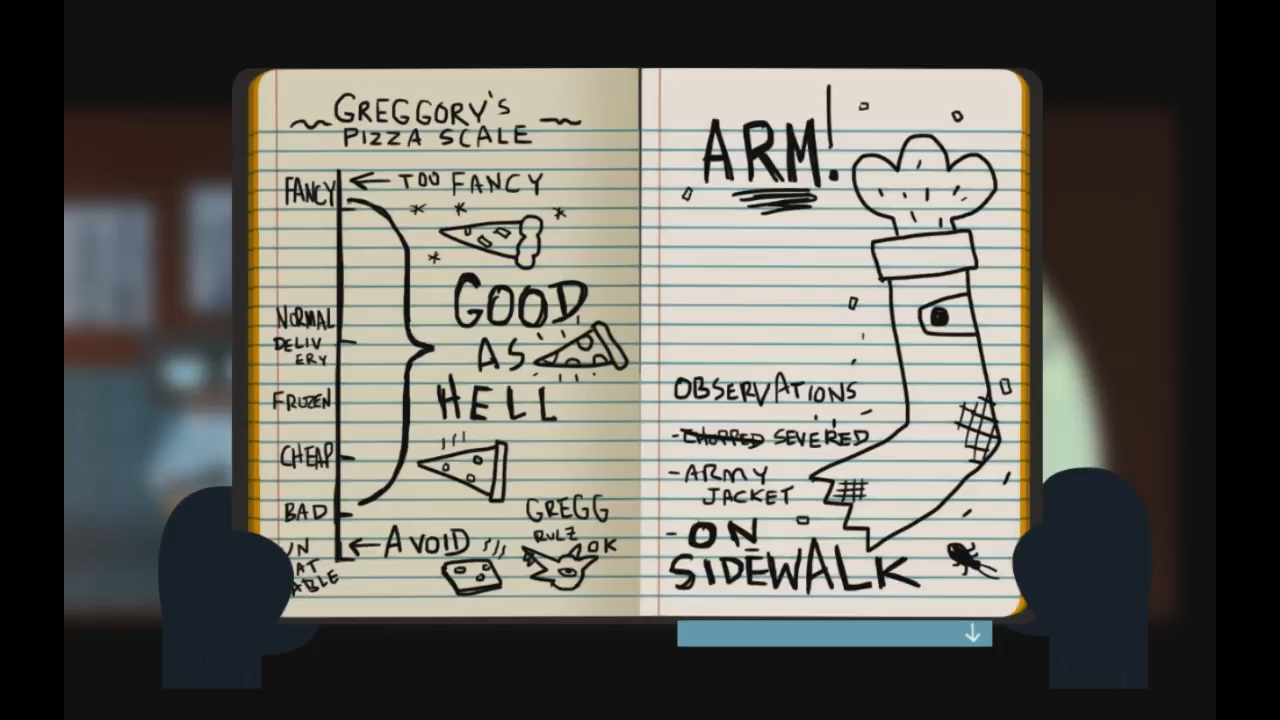 GREGGORY'S
PIZZA SCALE
FANCY
TOO FANCY
GOOD
AS
HELL
NORMAL
DELIV
ERY
FROZEN
CHEAP
BAD
AVOID
GREGG
RULZ
OK
ARM!
OBSERVATIONS
- CHOPPED SEVERED
- ARMY
JACKET
- ON
SIDEWALK